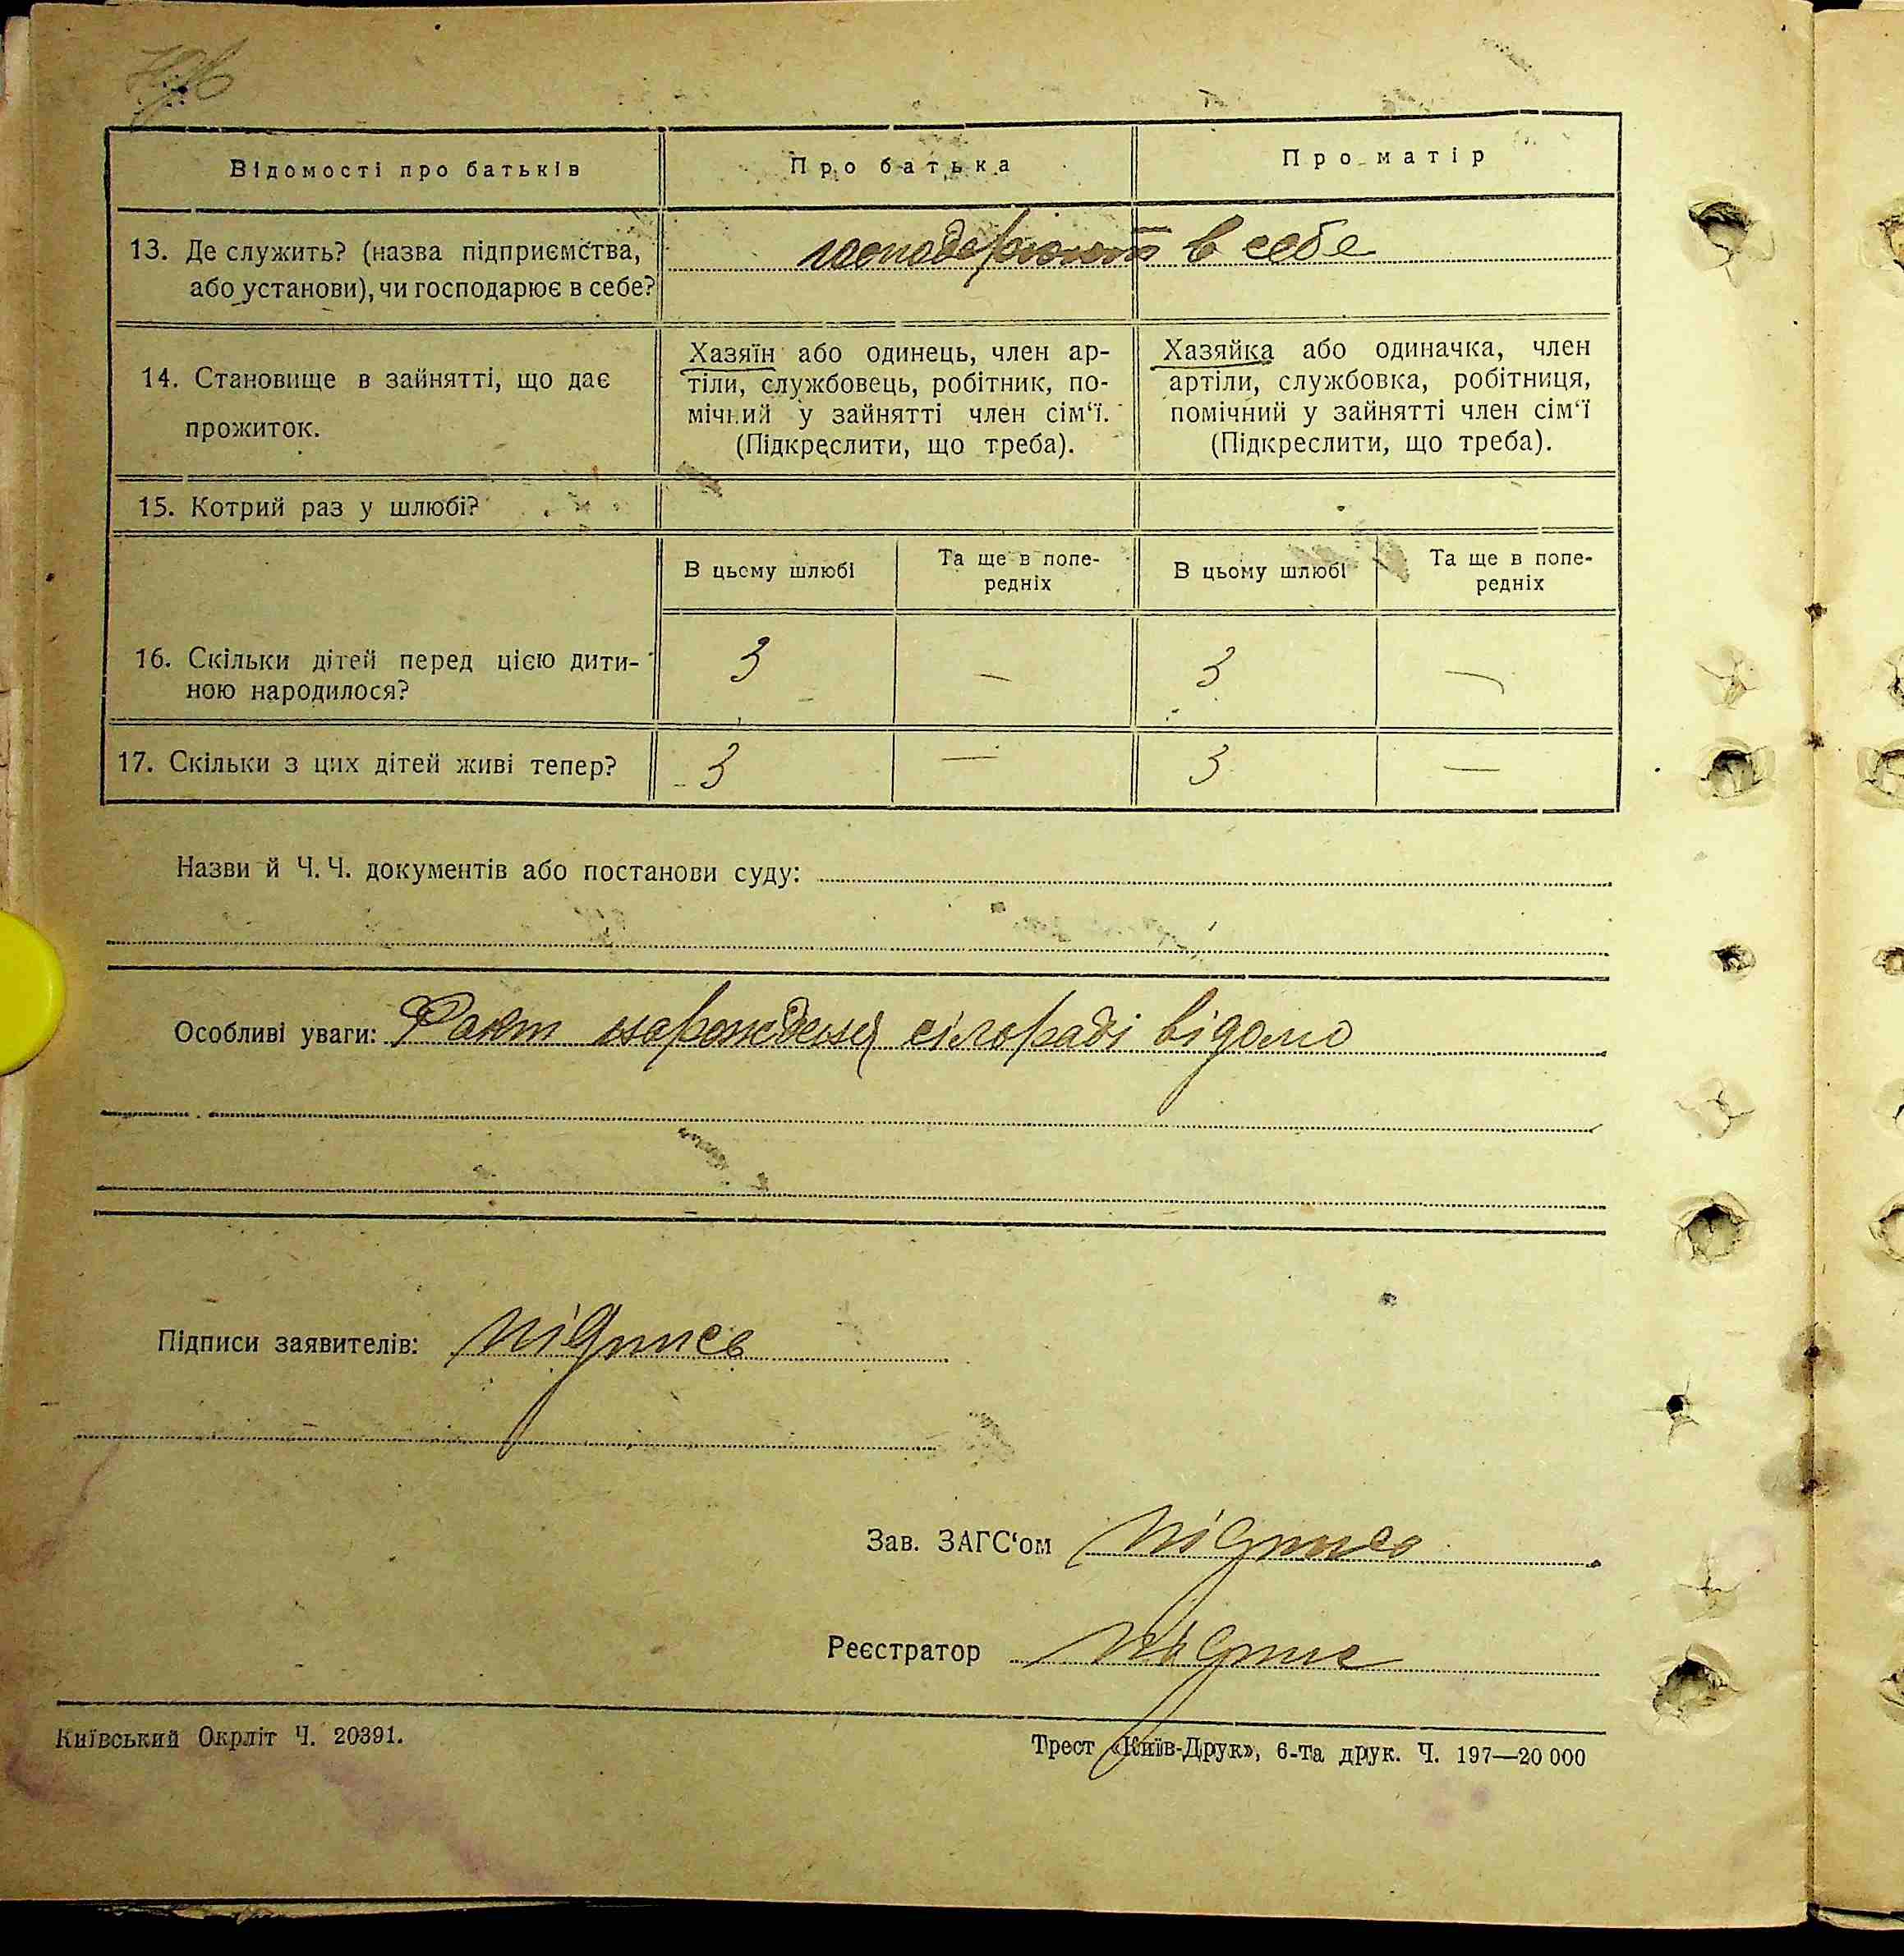 Відомості про батьків
Про батька
Про матір
13. Де служить? (назва підприємства,
або установи), чи господарює в себе?
господарюють в себе
14. Становище в зайнятті, що дає
прожиток.
Хазяїн або одинець, член ар-
тіли, службовець, робітник, по-
мічний у зайнятті член сім‘ї.
(Підкреслити, що треба).
Хазяйка або одиначка, член
артіли, службовка, робітниця,
помічний у зайнятті член сім‘ї
(Підкреслити, що треба).
15. Котрий раз у шлюбі?
В цьому шлюбі
Та ще в попе-
редніх
В цьому шлюбі
Та ще в попе-
редніх
16. Скільки дітей перед цією дити-
ною народилося?
3 — 3 —
17. Скільки з цих дітей живі тепер?
3 — 3 —
Назви й Ч. Ч. документів або постанови суду:
Особливі уваги: Факт народження сільраді відомо
Підписи заявителів: підпись
Зав. ЗАГС‘ом підпись
Реєстратор підпис
Київський Окрліт Ч. 20391.
Трест «Київ-Друк», 6-та друк. Ч. 197—20 000